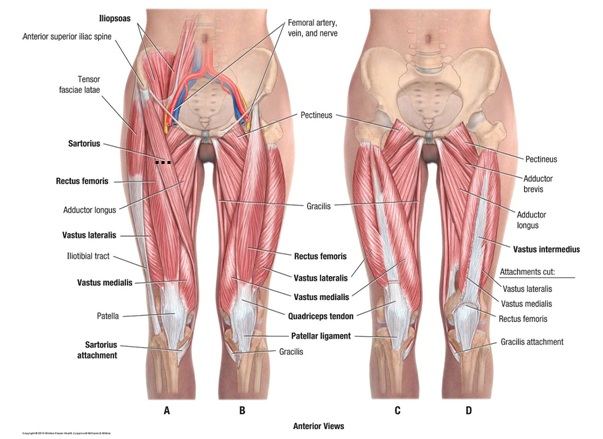 Iliopsoas
Anterior superior iliac spine
Tensor
fasciae latae
Sartorius
Rectus femoris
Adductor longus
Vastus lateralis
Iliotibial tract
Vastus medialis
Patella
Sartorius
attachment
Femoral artery,
vein, and nerve
Pectineus
Gracilis
Rectus femoris
Vastus lateralis
Vastus medialis
Quadriceps tendon
Patellar ligament
Gracilis
Pectineus
Adductor
brevis
Adductor
longus
Vastus intermedius
Attachments cut:
Vastus lateralis
Vastus medialis
Rectus femoris
Gracilis attachment
A B C D
Anterior Views